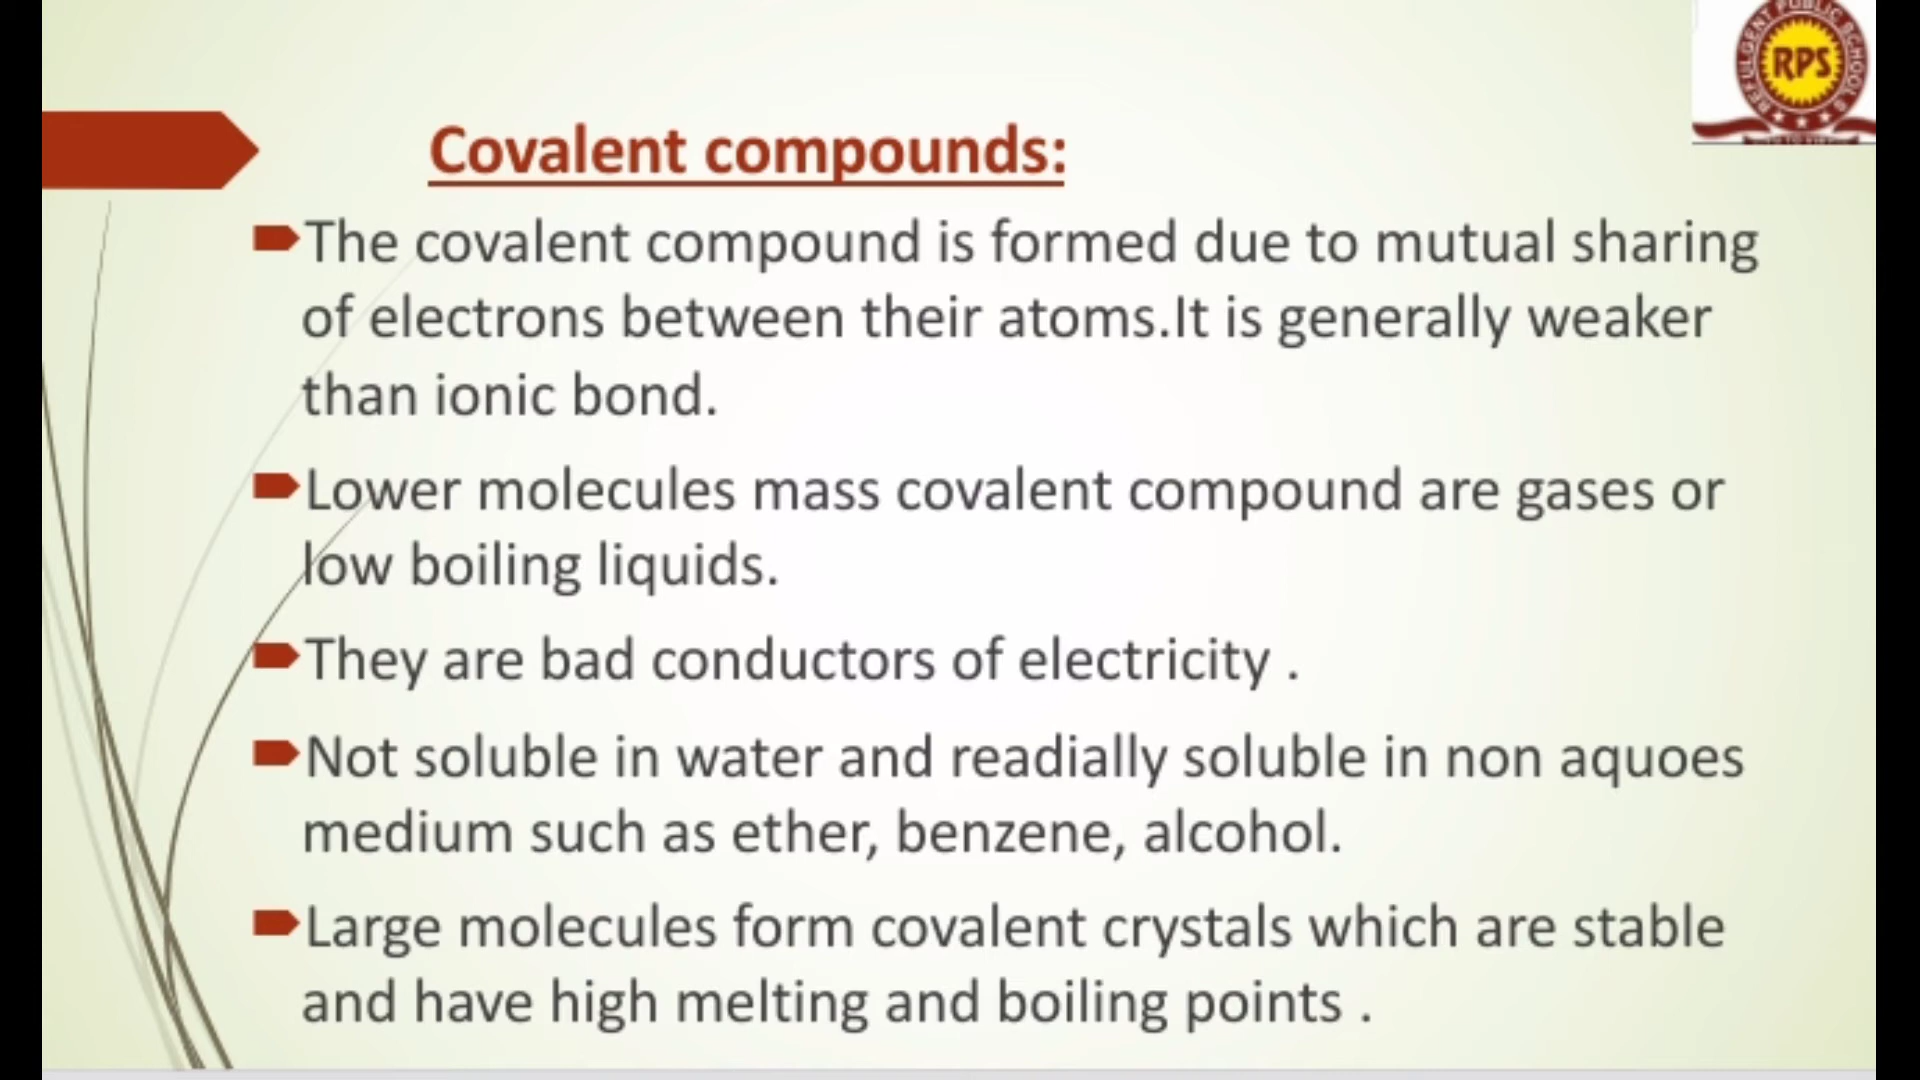 REFULGENT PUBLIC SCHOOLS
RPS
Covalent compounds:
The covalent compound is formed due to mutual sharing
of electrons between their atoms.It is generally weaker
than ionic bond.
Lower molecules mass covalent compound are gases or
low boiling liquids.
They are bad conductors of electricity .
Not soluble in water and readially soluble in non aquoes
medium such as ether, benzene, alcohol.
Large molecules form covalent crystals which are stable
and have high melting and boiling points .